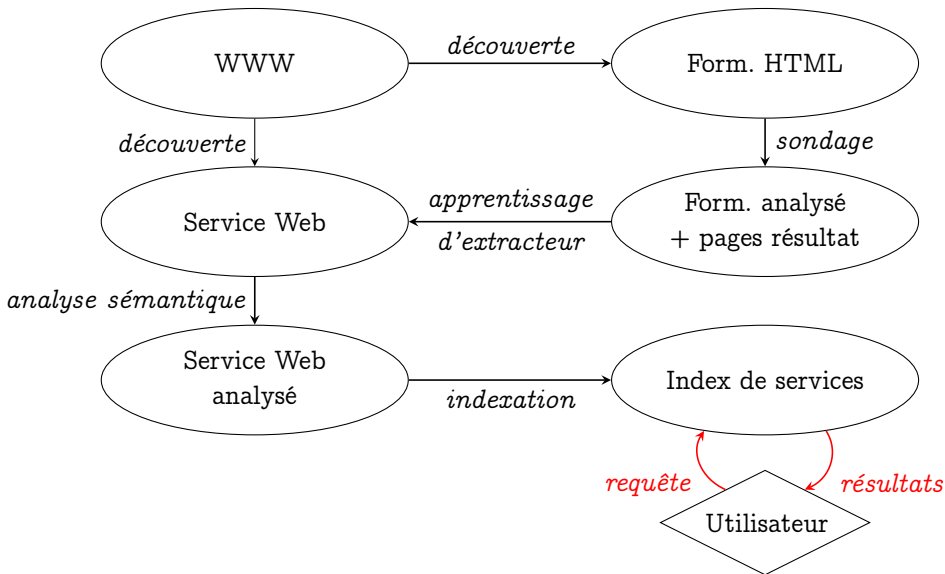 WWW
découverte
Form. HTML
découverte
sondage
Service Web
apprentissage
d'extracteur
Form. analysé
+ pages résultat
analyse sémantique
Service Web
analysé
indexation
Index de services
requête
résultats
Utilisateur